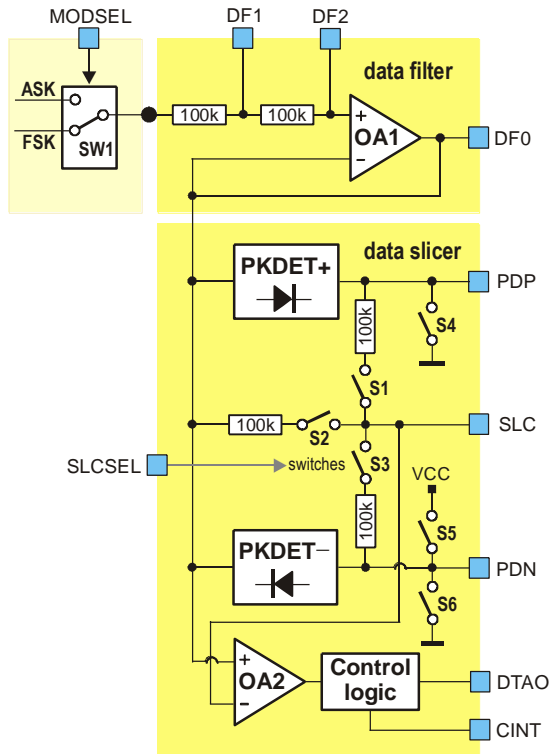 MODSEL
DF1
DF2
data filter
ASK
FSK
SW1
100k
100k
+
−
OA1
DF0
data slicer
PKDET+
PDP
100k
S4
S1
100k
S2
SLC
SLCSEL
switches
S3
VCC
100k
S5
PKDET−
PDN
S6
+
−
OA2
Control
logic
DTAO
CINT